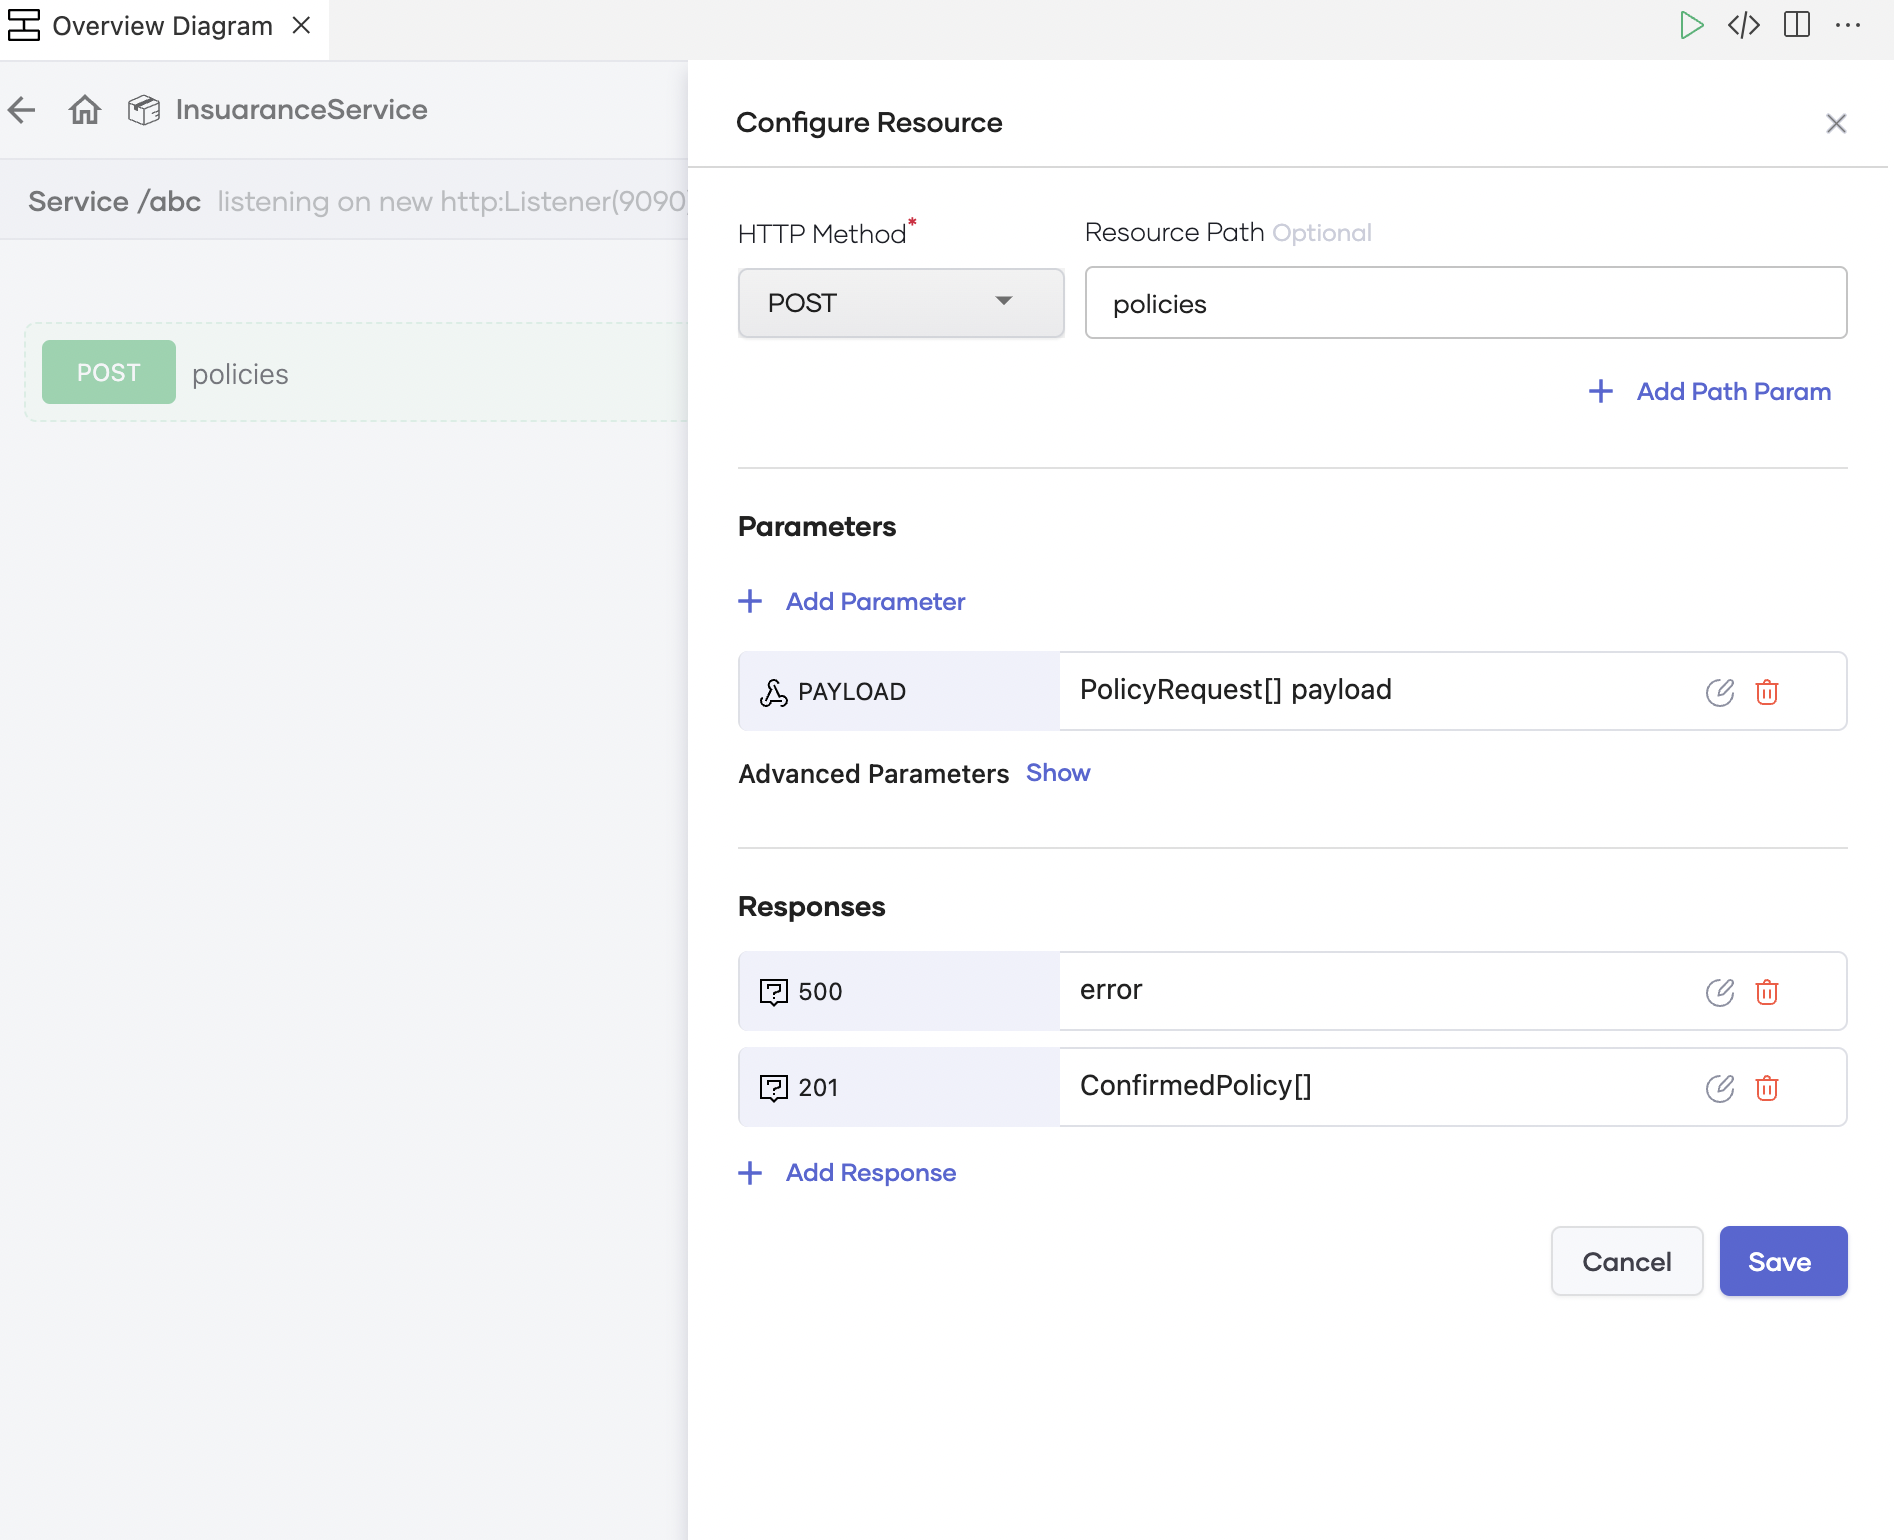 Overview Diagram
InsuaranceService
Service /abc listening on new http:Listener(9090)
POST policies
Configure Resource
HTTP Method*
Resource Path Optional
POST
policies
Add Path Param
Parameters
Add Parameter
PAYLOAD PolicyRequest[] payload
Advanced Parameters Show
Responses
500 error
201 ConfirmedPolicy[]
Add Response
Cancel Save